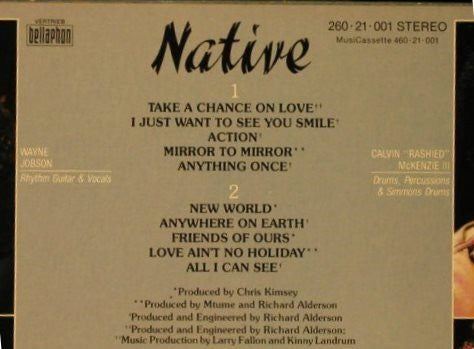 VERTRIEB
bellaphon
Native
260·21·001 STEREO
MusiCassette 460·21·001
1
TAKE A CHANCE ON LOVE††
I JUST WANT TO SEE YOU SMILE†
ACTION†
MIRROR TO MIRROR**
ANYTHING ONCE†
WAYNE
JOBSON
Rhythm Guitar & Vocals
CALVIN "RASHIED"
McKENZIE III
Drums, Percussions
& Simmons Drums
2
NEW WORLD*
ANYWHERE ON EARTH†
FRIENDS OF OURS*
LOVE AIN'T NO HOLIDAY**
ALL I CAN SEE†
*Produced by Chris Kimsey
**Produced by Mtume and Richard Alderson
†Produced and Engineered by Richard Alderson
††Produced and Engineered by Richard Alderson;
††Music Production by Larry Fallon and Kinny Landrum